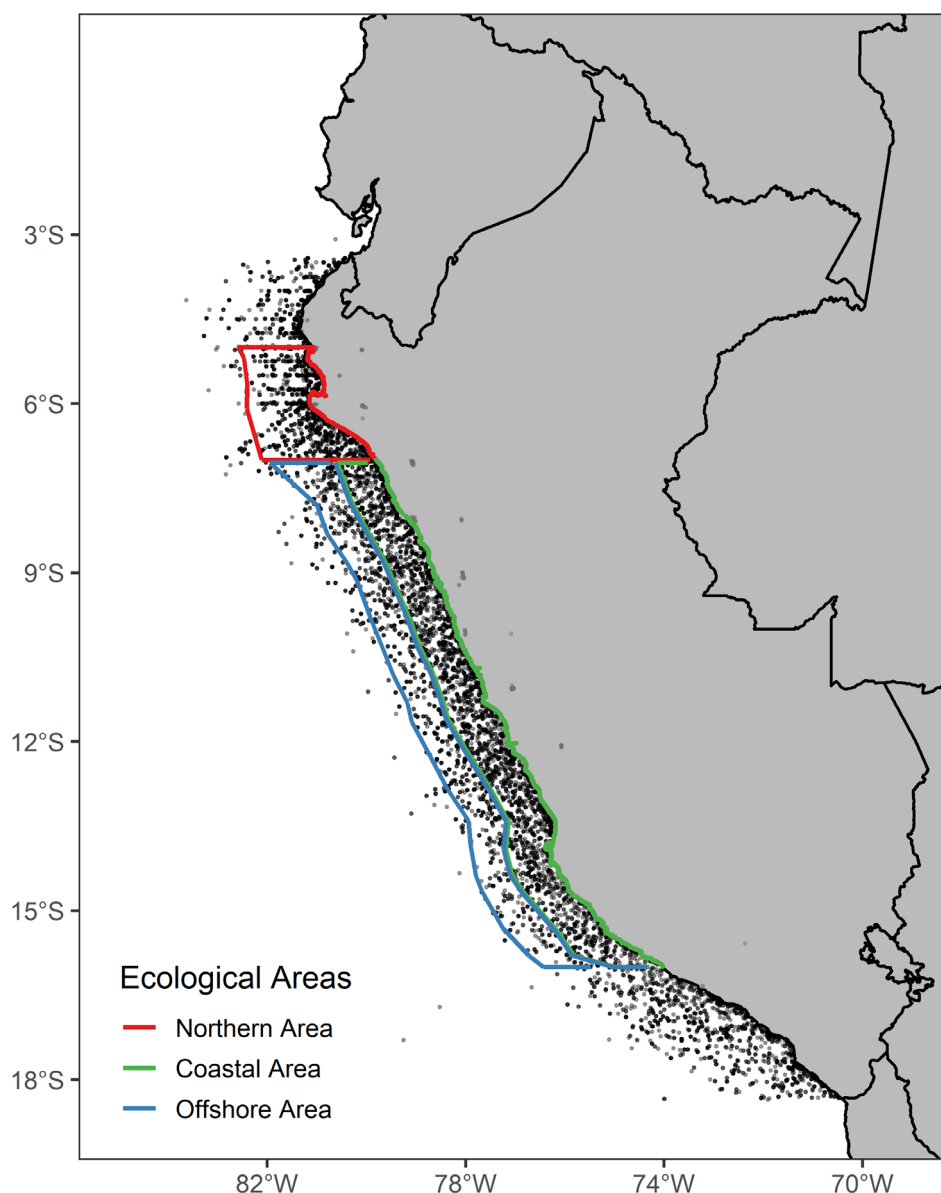 3°S
6°S
9°S
12°S
15°S
18°S
Ecological Areas
Northern Area
Coastal Area
Offshore Area
82°W 78°W 74°W 70°W